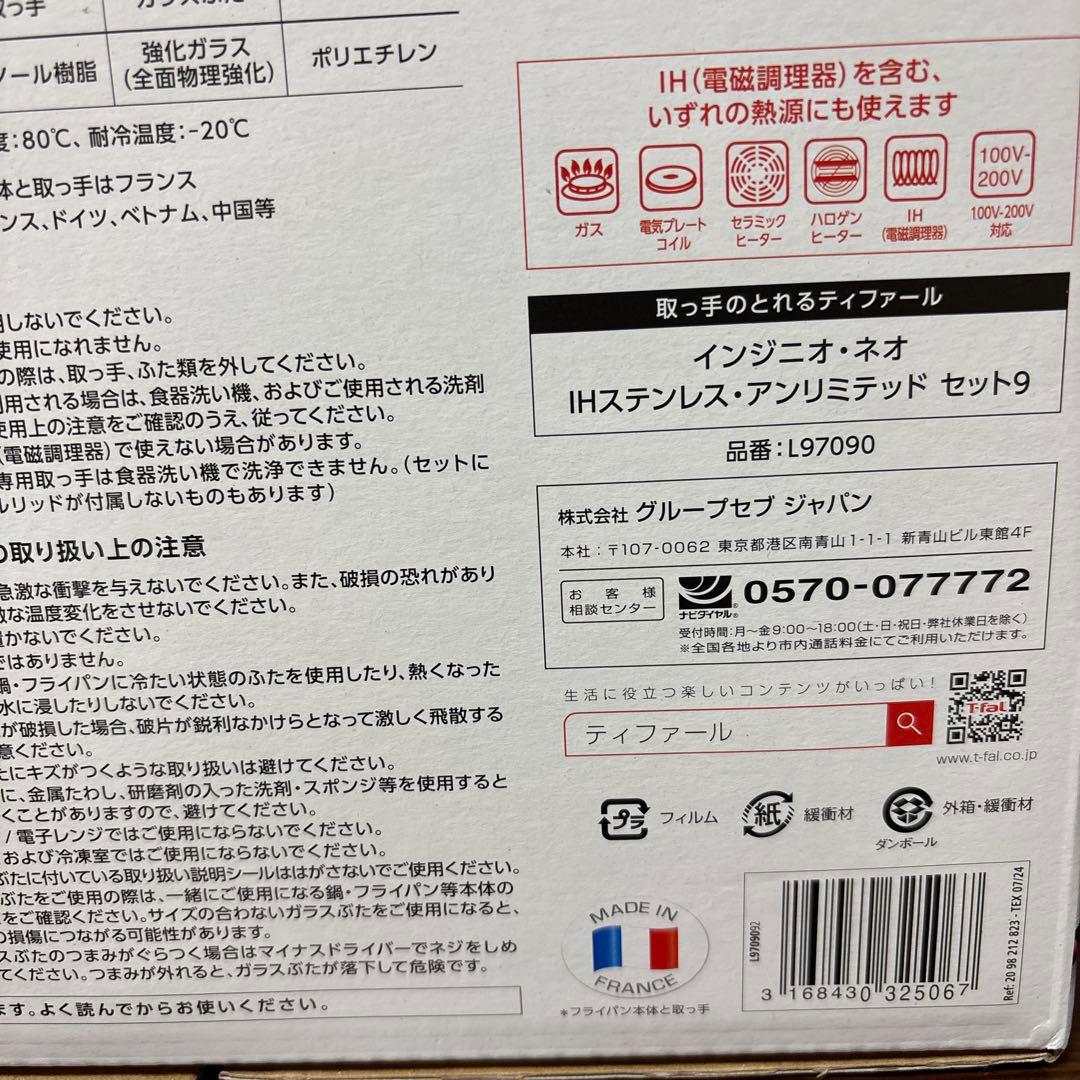 取っ手
ガラスぶた
ール樹脂
強化ガラス
(全面物理強化)
ポリエチレン
度:80℃、耐冷温度:-20℃
体と取っ手はフランス
ンス、ドイツ、ベトナム、中国等
用しないでください。
使用になれません。
の際は、取っ手、ふた類を外してください。
利用される場合は、食器洗い機、およびご使用される洗剤
使用上の注意をご確認のうえ、従ってください。
(電磁調理器)で使えない場合があります。
専用取っ手は食器洗い機で洗浄できません。(セットに
ルリッドが付属しないものもあります)
の取り扱い上の注意
急激な衝撃を与えないでください。また、破損の恐れがあり
激な温度変化をさせないでください。
置かないでください。
ではありません。
鍋・フライパンに冷たい状態のふたを使用したり、熱くなった
水に浸したりしないでください。
が破損した場合、破片が鋭利なかけらとなって激しく飛散する
意ください。
たにキズがつくような取り扱いは避けてください。
に、金属たわし、研磨剤の入った洗剤・スポンジ等を使用すると
くことがありますので、避けてください。
/電子レンジではご使用にならないでください。
および冷凍室ではご使用にならないでください。
ぶたに付いている取り扱い説明シールははがさないでご使用ください。
ぶたをご使用の際は、一緒にご使用になる鍋・フライパン等本体の
をご確認ください。サイズの合わないガラスぶたをご使用になると、
の損傷につながる可能性があります。
スぶたのつまみがぐらつく場合はマイナスドライバーでネジをしめ
てください。つまみが外れると、ガラスぶたが落下して危険です。
ます。よく読んでからお使いください。
IH(電磁調理器)を含む、
いずれの熱源にも使えます
ガス
電気プレート
コイル
セラミック
ヒーター
ハロゲン
ヒーター
IH
(電磁調理器)
100V-
200V
100V-200V
対応
取っ手のとれるティファール
インジニオ・ネオ
IHステンレス・アンリミテッド セット9
品番:L97090
株式会社 グループセブ ジャパン
本社:〒107-0062 東京都港区南青山1-1-1 新青山ビル東館4F
お客様
相談センター
ナビダイヤル®
0570-077772
受付時間:月〜金9:00〜18:00(土・日・祝日・弊社休業日を除く)
※全国各地より市内通話料金にてご利用いただけます。
生活に役立つ楽しいコンテンツがいっぱい!
ティファール
T-fal
www.t-fal.co.jp
プラ
フィルム
紙
緩衝材
ダンボール
外箱・緩衝材
MADE IN
FRANCE
*フライパン本体と取っ手
L9709092
3 168430 325067
Ref: 20 98 212 823 - TEX 07/24